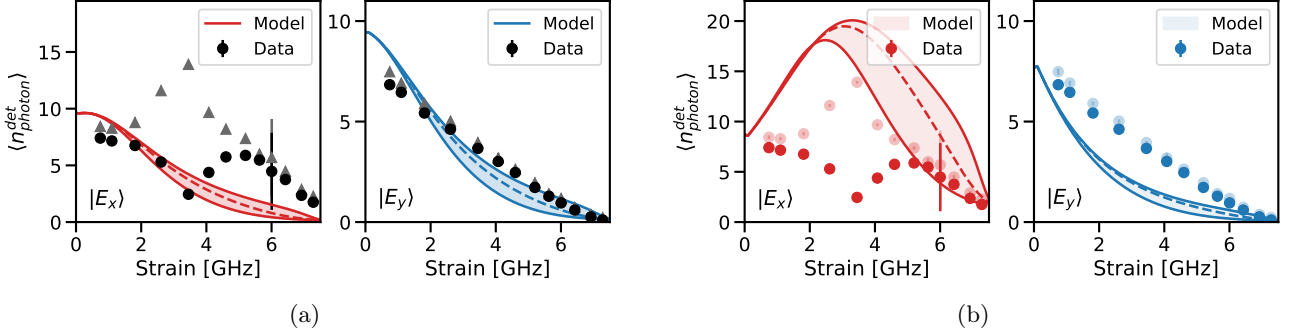 Model
Data
|E_x⟩
⟨n^{det}_{photon}⟩
0
5
10
15
0
2
4
6
Strain [GHz]
Model
Data
|E_y⟩
0
5
10
0
2
4
6
Strain [GHz]
(a)
Model
Data
|E_x⟩
⟨n^{det}_{photon}⟩
0
5
10
15
20
0
2
4
6
Strain [GHz]
Model
Data
|E_y⟩
0
5
10
0
2
4
6
Strain [GHz]
(b)